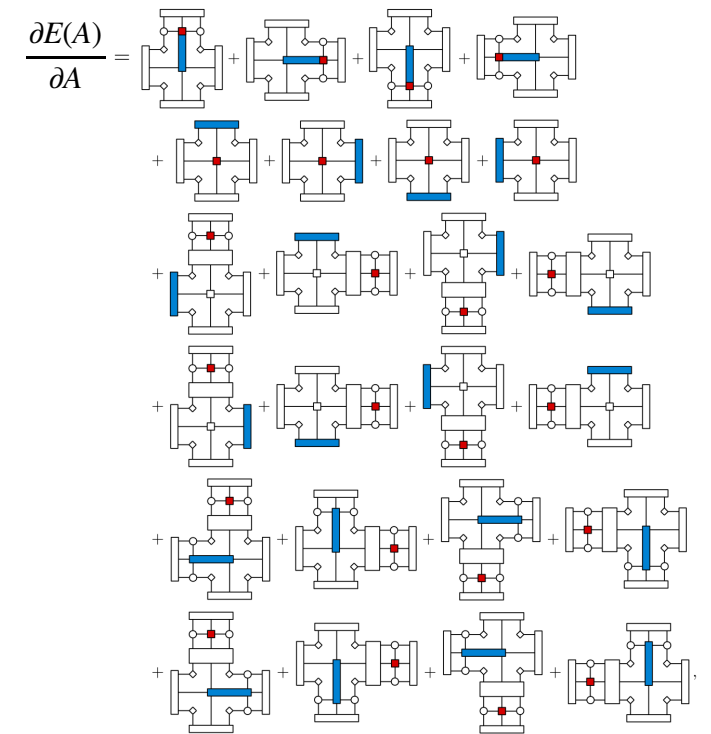 ∂E(A)/∂A = + + +
+ + + +
+ + + +
+ + + +
+ + + +
+ + + + ,